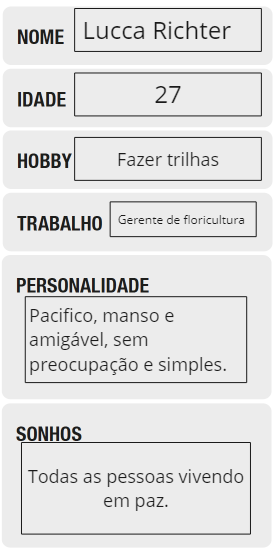 NOME Lucca Richter
IDADE 27
HOBBY Fazer trilhas
TRABALHO Gerente de floricultura
PERSONALIDADE
Pacifico, manso e
amigável, sem
preocupação e simples.
SONHOS
Todas as pessoas vivendo
em paz.